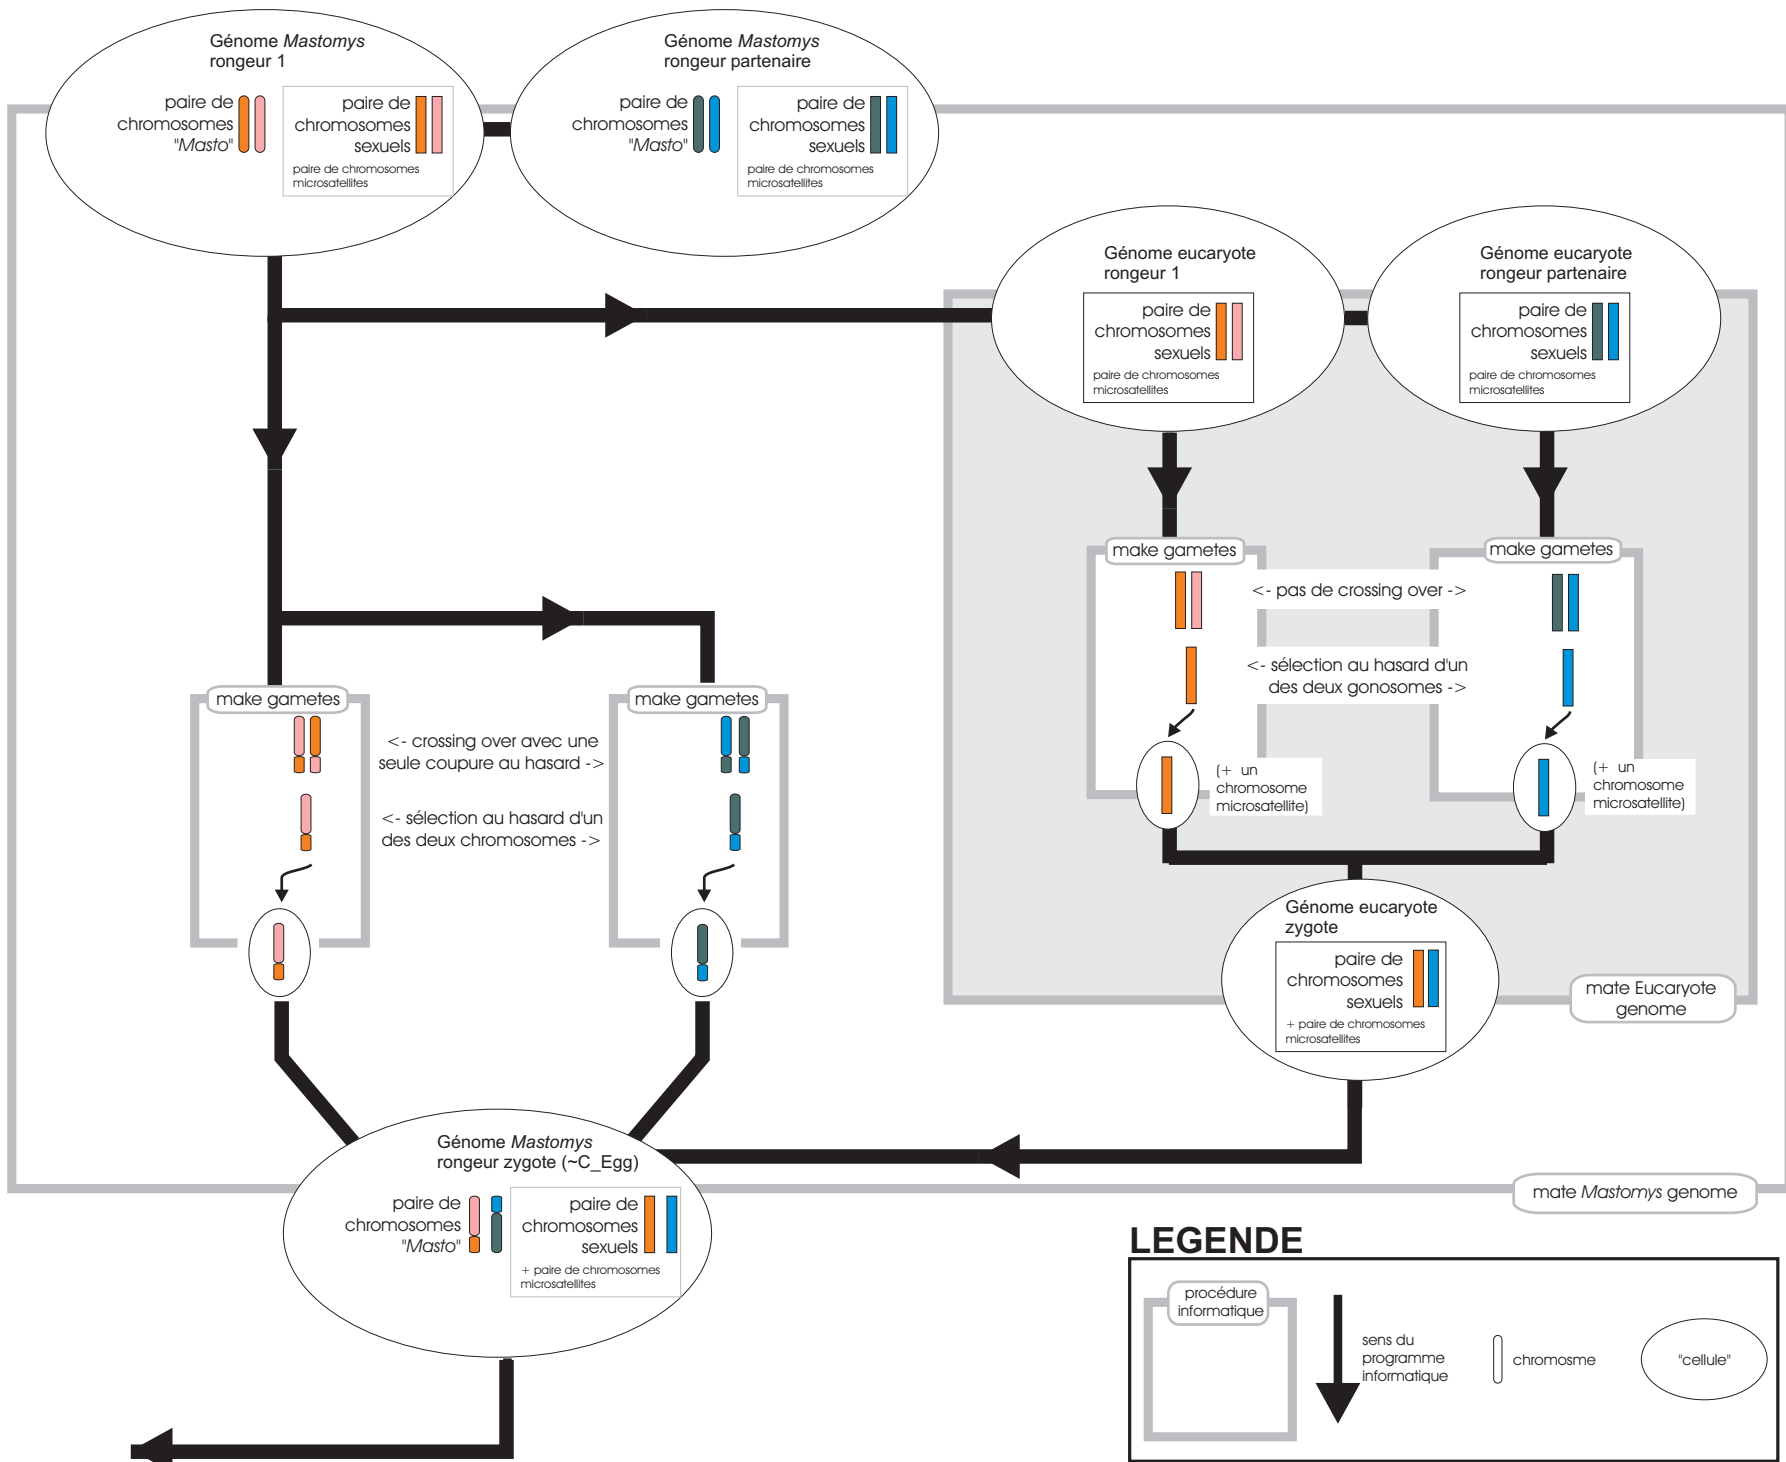 Génome Mastomys
rongeur 1
paire de
chromosomes
"Masto"
paire de
chromosomes
sexuels
paire de chromosomes
microsatellites
Génome Mastomys
rongeur partenaire
paire de
chromosomes
"Masto"
paire de
chromosomes
sexuels
paire de chromosomes
microsatellites
Génome eucaryote
rongeur 1
paire de
chromosomes
sexuels
paire de chromosomes
microsatellites
Génome eucaryote
rongeur partenaire
paire de
chromosomes
sexuels
paire de chromosomes
microsatellites
make gametes
make gametes
<- pas de crossing over ->
<- sélection au hasard d'un
des deux gonosomes ->
(+ un
chromosome
microsatellite)
(+ un
chromosome
microsatellite)
make gametes
make gametes
<- crossing over avec une
seule coupure au hasard ->
<- sélection au hasard d'un
des deux chromosomes ->
Génome eucaryote
zygote
paire de
chromosomes
sexuels
+ paire de chromosomes
microsatellites
mate Eucaryote
genome
Génome Mastomys
rongeur zygote (~C_Egg)
paire de
chromosomes
"Masto"
paire de
chromosomes
sexuels
+ paire de chromosomes
microsatellites
mate Mastomys genome
LEGENDE
procédure
informatique
sens du
programme
informatique
chromosme
"cellule"